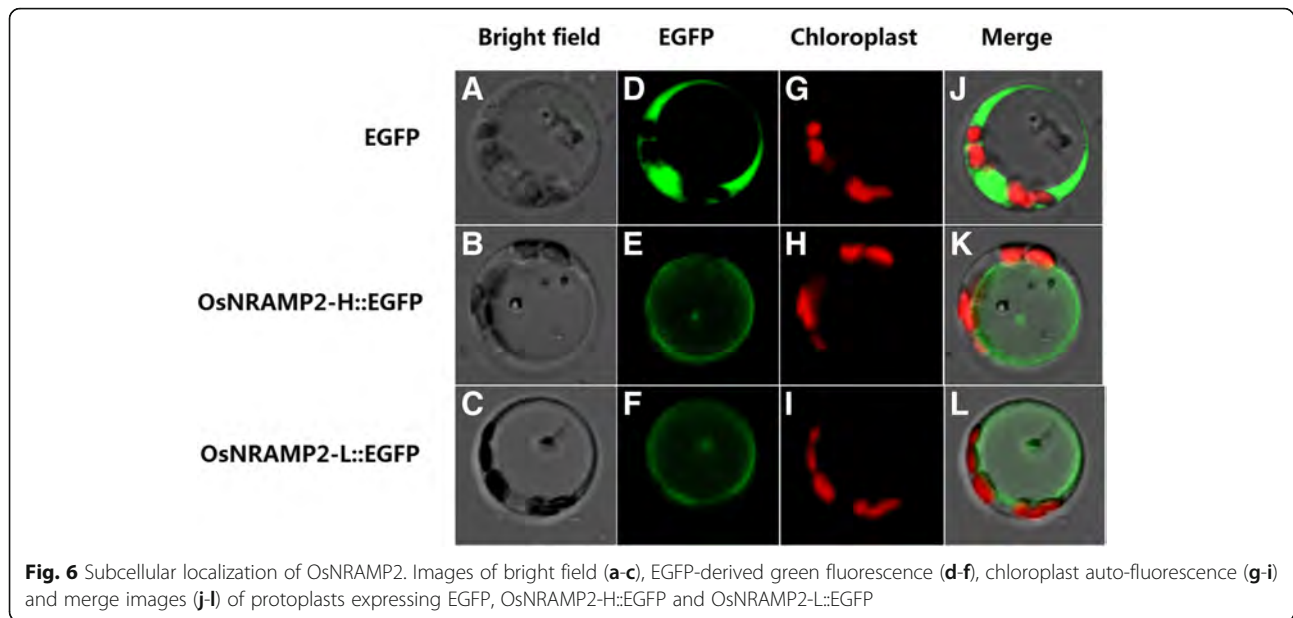 Bright field EGFP Chloroplast Merge
EGFP A D G J
OsNRAMP2-H::EGFP B E H K
OsNRAMP2-L::EGFP C F I L
Fig. 6 Subcellular localization of OsNRAMP2. Images of bright field (a-c), EGFP-derived green fluorescence (d-f), chloroplast auto-fluorescence (g-i)
and merge images (j-l) of protoplasts expressing EGFP, OsNRAMP2-H::EGFP and OsNRAMP2-L::EGFP